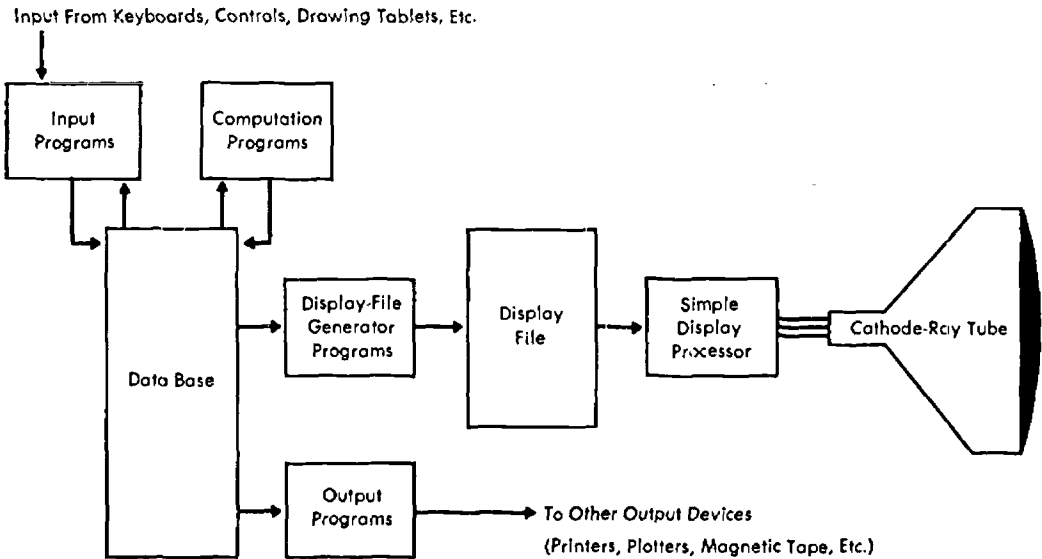 Input From Keyboards, Controls, Drawing Tablets, Etc.
Input
Programs
Computation
Programs
Data Base
Display-File
Generator
Programs
Display
File
Simple
Display
Processor
Cathode-Ray Tube
Output
Programs
To Other Output Devices
(Printers, Plotters, Magnetic Tape, Etc.)